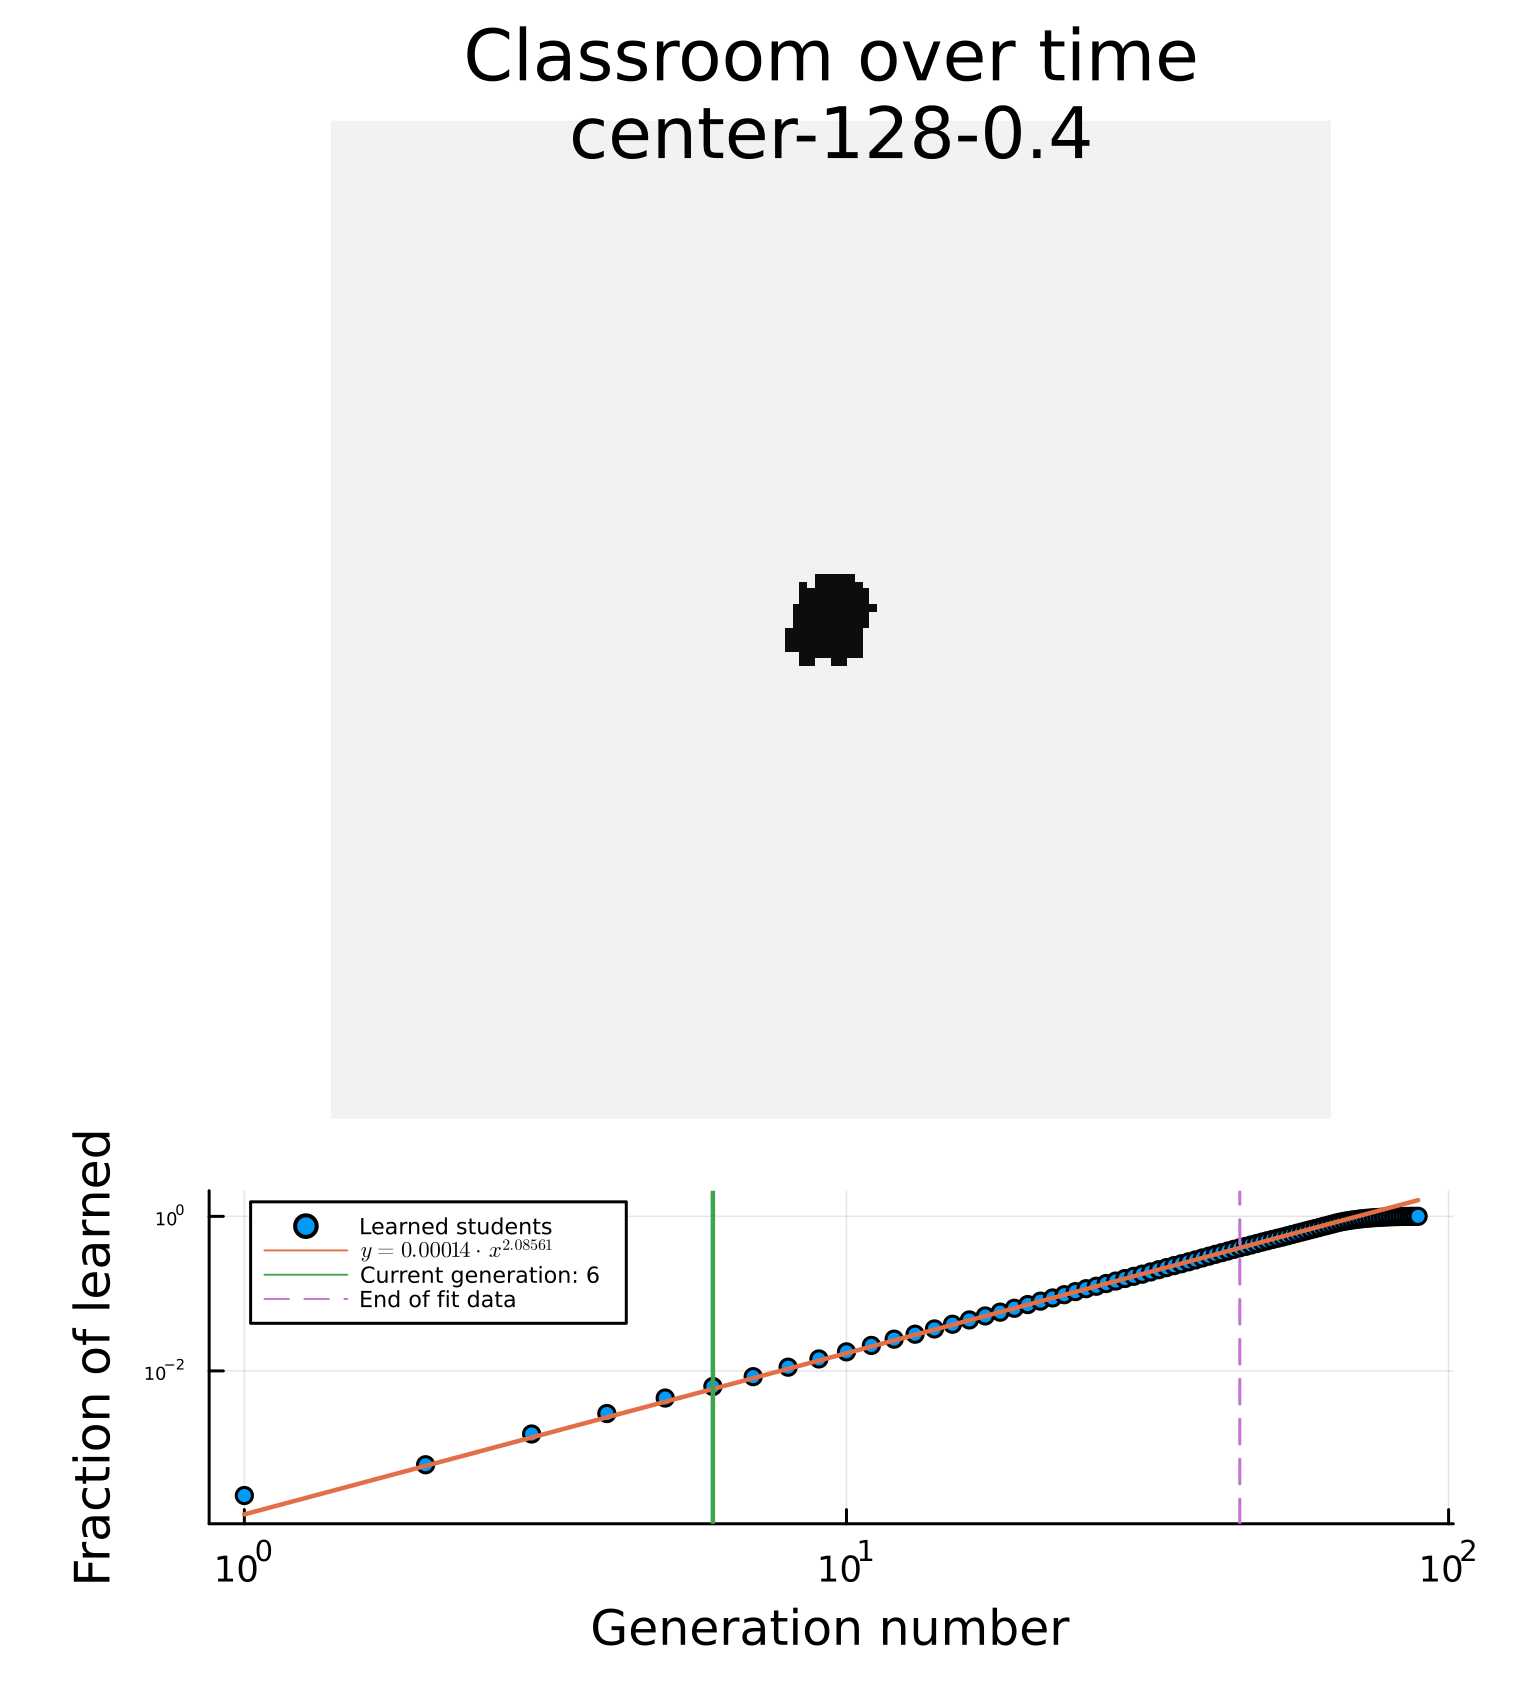 Classroom over time
center-128-0.4
Fraction of learned
10^0
10^-2
Learned students
y = 0.00014 · x^2.08561
Current generation: 6
End of fit data
10^0
10^1
10^2
Generation number